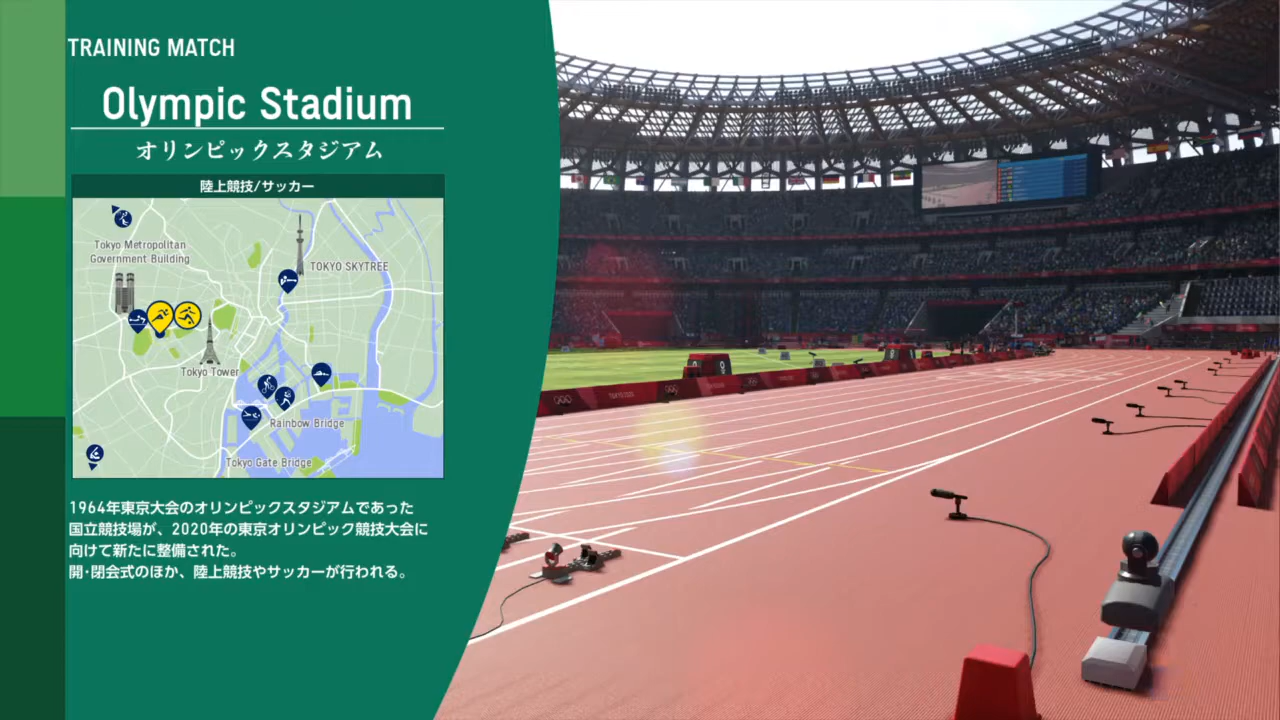 TRAINING MATCH
Olympic Stadium
オリンピックスタジアム
陸上競技/サッカー
Tokyo Metropolitan
Government Building
TOKYO SKYTREE
Tokyo Tower
Rainbow Bridge
Tokyo Gate Bridge
1964年東京大会のオリンピックスタジアムであった
国立競技場が、2020年の東京オリンピック競技大会に
向けて新たに整備された。
開・閉会式のほか、陸上競技やサッカーが行われる。